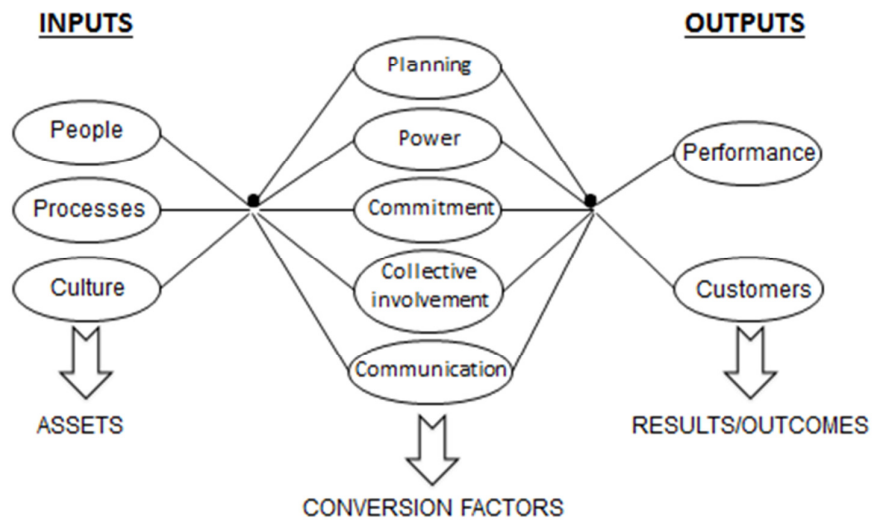 INPUTS
OUTPUTS
Planning
People
Power
Performance
Processes
Commitment
Culture
Collective
involvement
Customers
Communication
ASSETS
RESULTS/OUTCOMES
CONVERSION FACTORS